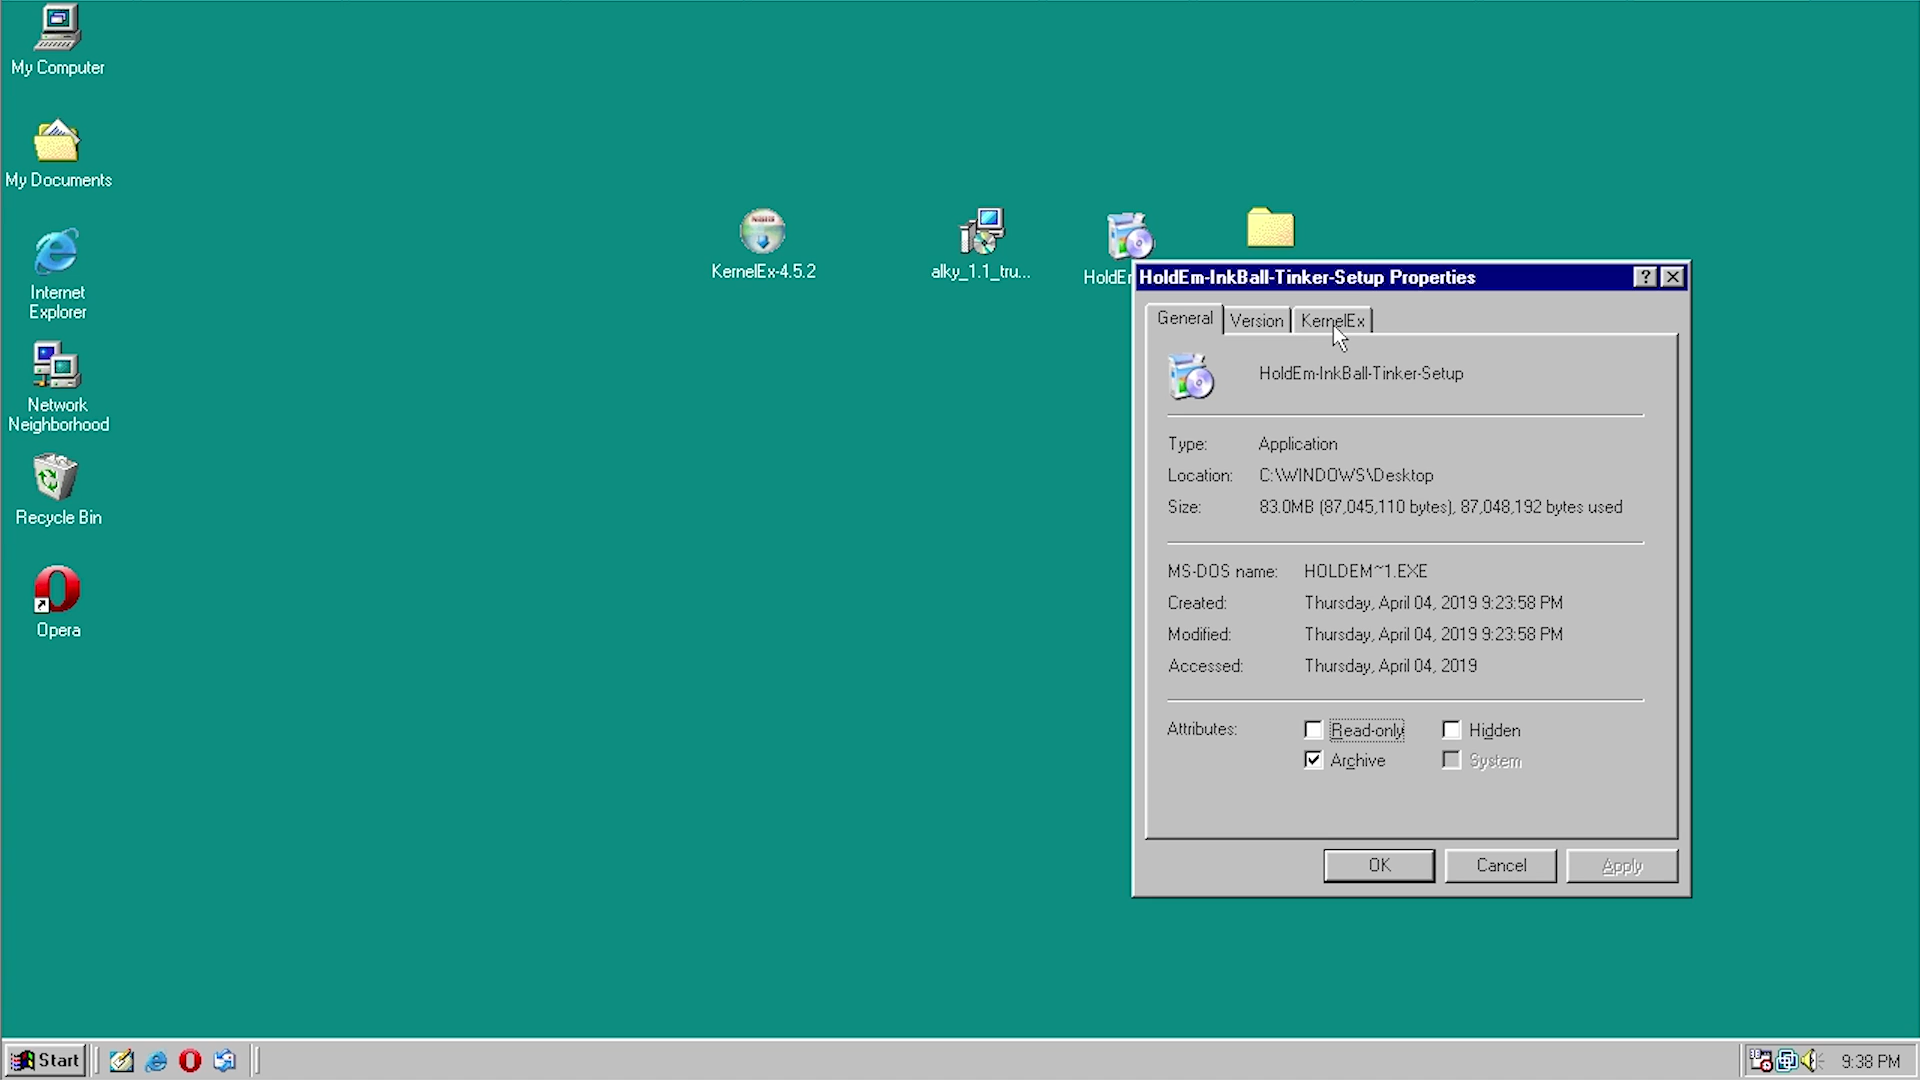 My Computer
My Documents
Internet
Explorer
Network
Neighborhood
Recycle Bin
Opera
KernelEx-4.5.2
alky_1.1_tru...
HoldEm
HoldEm-InkBall-Tinker-Setup Properties
General
Version
KernelEx
HoldEm-InkBall-Tinker-Setup
Type: Application
Location: C:\WINDOWS\Desktop
Size: 83.0MB (87,045,110 bytes), 87,048,192 bytes used
MS-DOS name: HOLDEM~1.EXE
Created: Thursday, April 04, 2019 9:23:58 PM
Modified: Thursday, April 04, 2019 9:23:58 PM
Accessed: Thursday, April 04, 2019
Attributes: Read-only Hidden
Archive System
OK Cancel Apply
Start
9:38 PM